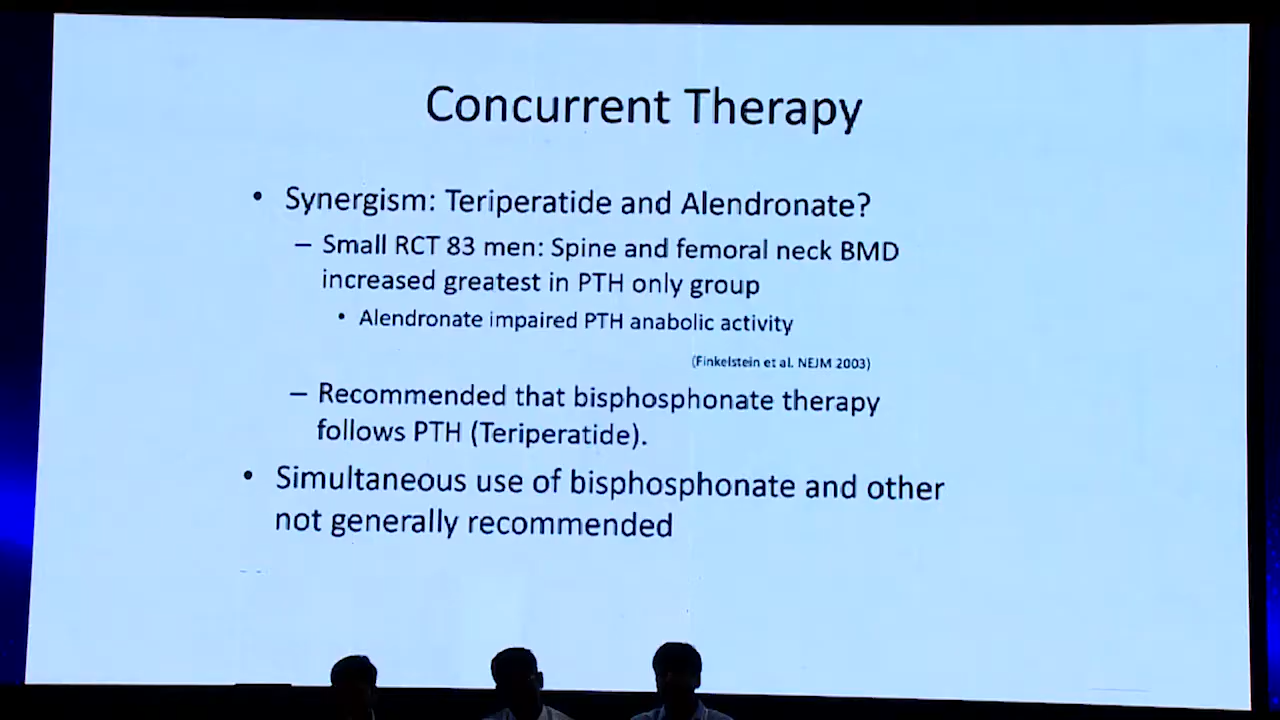 Concurrent Therapy
• Synergism: Teriperatide and Alendronate?
– Small RCT 83 men: Spine and femoral neck BMD
increased greatest in PTH only group
• Alendronate impaired PTH anabolic activity
(Finkelstein et al. NEJM 2003)
– Recommended that bisphosphonate therapy
follows PTH (Teriperatide).
• Simultaneous use of bisphosphonate and other
not generally recommended